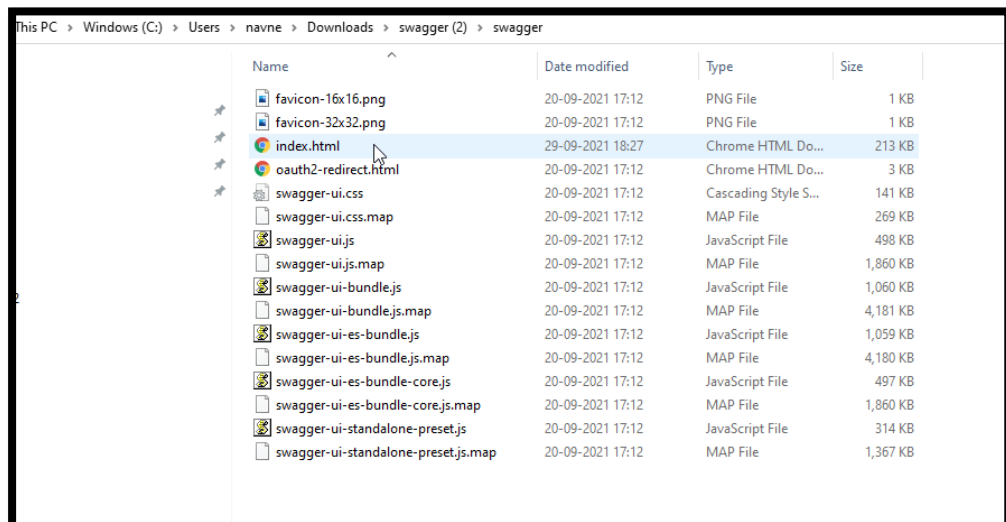 This PC > Windows (C:) > Users > navne > Downloads > swagger (2) > swagger
Name Date modified Type Size
favicon-16x16.png 20-09-2021 17:12 PNG File 1 KB
favicon-32x32.png 20-09-2021 17:12 PNG File 1 KB
index.html 29-09-2021 18:27 Chrome HTML Do... 213 KB
oauth2-redirect.html 20-09-2021 17:12 Chrome HTML Do... 3 KB
swagger-ui.css 20-09-2021 17:12 Cascading Style S... 141 KB
swagger-ui.css.map 20-09-2021 17:12 MAP File 269 KB
swagger-ui.js 20-09-2021 17:12 JavaScript File 498 KB
swagger-ui.js.map 20-09-2021 17:12 MAP File 1,860 KB
swagger-ui-bundle.js 20-09-2021 17:12 JavaScript File 1,060 KB
swagger-ui-bundle.js.map 20-09-2021 17:12 MAP File 4,181 KB
swagger-ui-es-bundle.js 20-09-2021 17:12 JavaScript File 1,059 KB
swagger-ui-es-bundle.js.map 20-09-2021 17:12 MAP File 4,180 KB
swagger-ui-es-bundle-core.js 20-09-2021 17:12 JavaScript File 497 KB
swagger-ui-es-bundle-core.js.map 20-09-2021 17:12 MAP File 1,860 KB
swagger-ui-standalone-preset.js 20-09-2021 17:12 JavaScript File 314 KB
swagger-ui-standalone-preset.js.map 20-09-2021 17:12 MAP File 1,367 KB